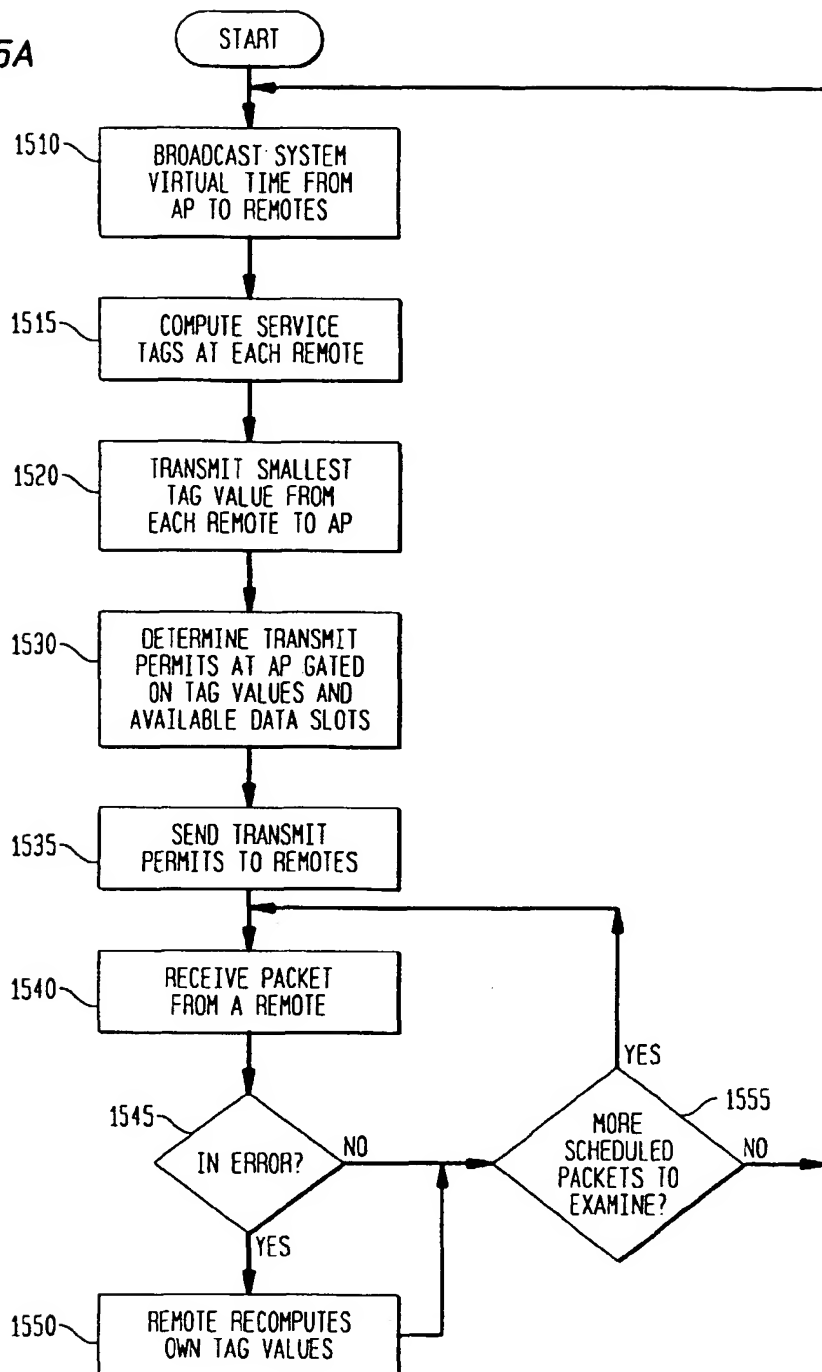 5A
START
1510
BROADCAST SYSTEM
VIRTUAL TIME FROM
AP TO REMOTES
1515
COMPUTE SERVICE
TAGS AT EACH REMOTE
1520
TRANSMIT SMALLEST
TAG VALUE FROM
EACH REMOTE TO AP
1530
DETERMINE TRANSMIT
PERMITS AT AP GATED
ON TAG VALUES AND
AVAILABLE DATA SLOTS
1535
SEND TRANSMIT
PERMITS TO REMOTES
1540
RECEIVE PACKET
FROM A REMOTE
1545
IN ERROR?
NO
YES
YES
1555
MORE
SCHEDULED
PACKETS TO
EXAMINE?
NO
1550
REMOTE RECOMPUTES
OWN TAG VALUES